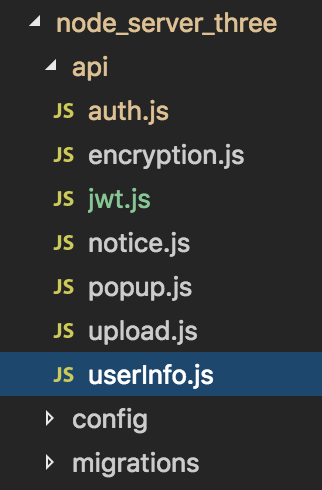 node_server_three
api
JS auth.js
JS encryption.js
JS jwt.js
JS notice.js
JS popup.js
JS upload.js
JS userInfo.js
config
migrations